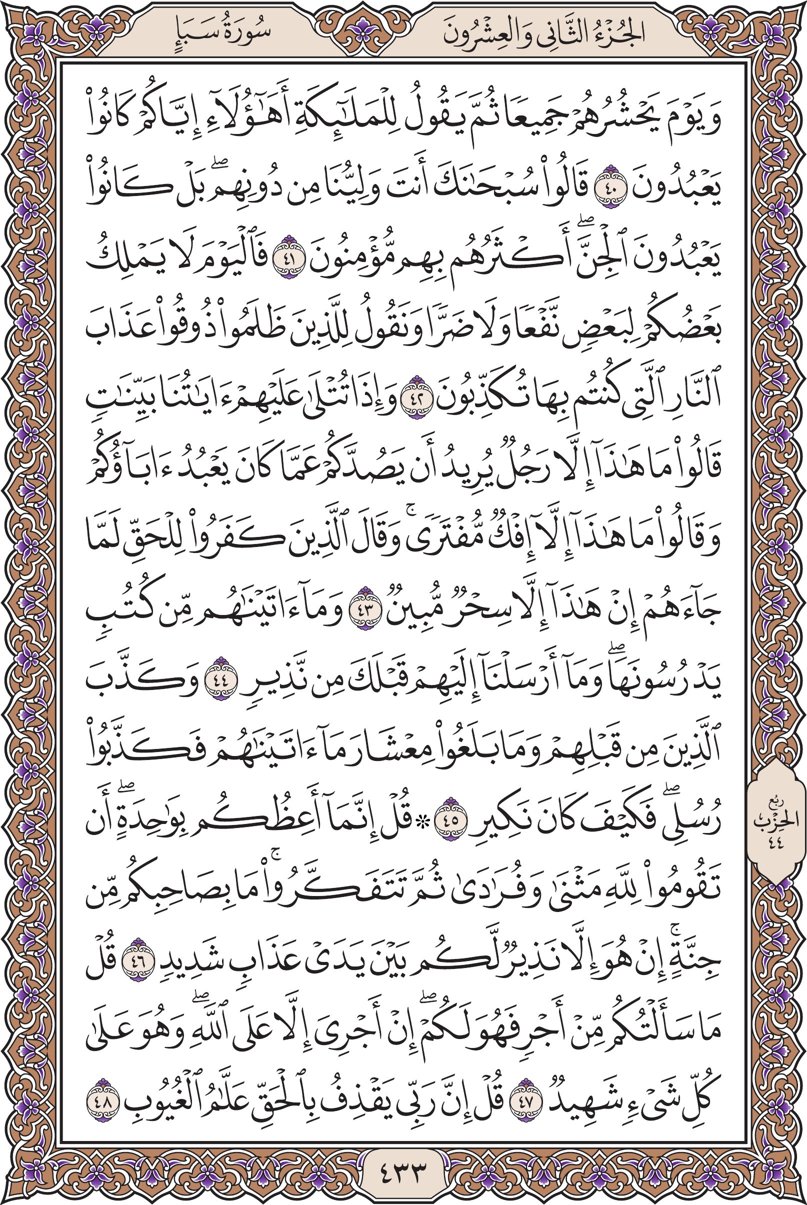 سُورَةُ سَبَإٍ
الجُزْءُ الثَّانِي وَالعِشْرُونَ
وَيَوْمَ يَحْشُرُهُمْ جَمِيعًا ثُمَّ يَقُولُ لِلْمَلَٰٓئِكَةِ أَهَٰٓؤُلَآءِ إِيَّاكُمْ كَانُوا۟
يَعْبُدُونَ ٤٠ قَالُوا۟ سُبْحَٰنَكَ أَنتَ وَلِيُّنَا مِن دُونِهِمۖ بَلْ كَانُوا۟
يَعْبُدُونَ ٱلْجِنَّۖ أَكْثَرُهُم بِهِم مُّؤْمِنُونَ ٤١ فَٱلْيَوْمَ لَا يَمْلِكُ
بَعْضُكُمْ لِبَعْضٍ نَّفْعًا وَلَا ضَرًّا وَنَقُولُ لِلَّذِينَ ظَلَمُوا۟ ذُوقُوا۟ عَذَابَ
ٱلنَّارِ ٱلَّتِى كُنتُم بِهَا تُكَذِّبُونَ ٤٢ وَإِذَا تُتْلَىٰ عَلَيْهِمْ ءَايَٰتُنَا بَيِّنَٰتٍ
قَالُوا۟ مَا هَٰذَآ إِلَّا رَجُلٌ يُرِيدُ أَن يَصُدَّكُمْ عَمَّا كَانَ يَعْبُدُ ءَابَآؤُكُمْ
وَقَالُوا۟ مَا هَٰذَآ إِلَّآ إِفْكٌ مُّفْتَرًىۚ وَقَالَ ٱلَّذِينَ كَفَرُوا۟ لِلْحَقِّ لَمَّا
جَآءَهُمْ إِنْ هَٰذَآ إِلَّا سِحْرٌ مُّبِينٌ ٤٣ وَمَآ ءَاتَيْنَٰهُم مِّن كُتُبٍ
يَدْرُسُونَهَاۖ وَمَآ أَرْسَلْنَآ إِلَيْهِمْ قَبْلَكَ مِن نَّذِيرٍ ٤٤ وَكَذَّبَ
ٱلَّذِينَ مِن قَبْلِهِمْ وَمَا بَلَغُوا۟ مِعْشَارَ مَآ ءَاتَيْنَٰهُمْ فَكَذَّبُوا۟
رُسُلِىۖ فَكَيْفَ كَانَ نَكِيرِ ٤٥ ۞ قُلْ إِنَّمَآ أَعِظُكُم بِوَٰحِدَةٍۖ أَن
تَقُومُوا۟ لِلَّهِ مَثْنَىٰ وَفُرَٰدَىٰ ثُمَّ تَتَفَكَّرُوا۟ۚ مَا بِصَاحِبِكُم مِّن
جِنَّةٍۚ إِنْ هُوَ إِلَّا نَذِيرٌ لَّكُم بَيْنَ يَدَىْ عَذَابٍ شَدِيدٍ ٤٦ قُلْ
مَا سَأَلْتُكُم مِّنْ أَجْرٍ فَهُوَ لَكُمْۖ إِنْ أَجْرِىَ إِلَّا عَلَى ٱللَّهِۖ وَهُوَ عَلَىٰ
كُلِّ شَىْءٍ شَهِيدٌ ٤٧ قُلْ إِنَّ رَبِّى يَقْذِفُ بِٱلْحَقِّ عَلَّٰمُ ٱلْغُيُوبِ ٤٨
ربع
الحزب
٤٤
٤٣٣